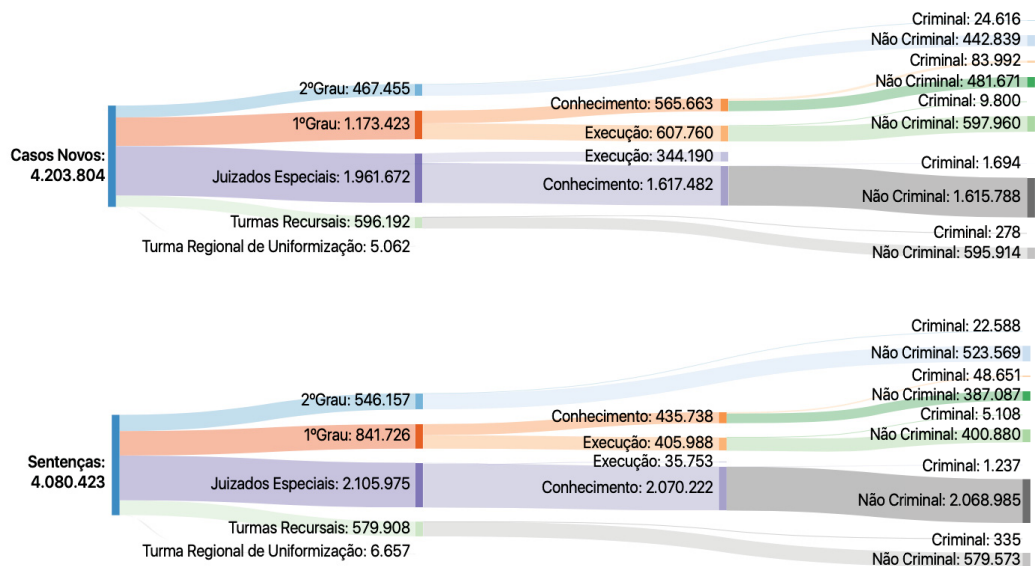 Criminal: 24.616
Não Criminal: 442.839
Criminal: 83.992
2ºGrau: 467.455
Não Criminal: 481.671
Conhecimento: 565.663
Criminal: 9.800
1ºGrau: 1.173.423
Execução: 607.760
Não Criminal: 597.960
Casos Novos:
4.203.804
Execução: 344.190
Criminal: 1.694
Juizados Especiais: 1.961.672
Conhecimento: 1.617.482
Não Criminal: 1.615.788
Turmas Recursais: 596.192
Criminal: 278
Turma Regional de Uniformização: 5.062
Não Criminal: 595.914
Criminal: 22.588
Não Criminal: 523.569
Criminal: 48.651
2ºGrau: 546.157
Não Criminal: 387.087
Conhecimento: 435.738
Criminal: 5.108
1ºGrau: 841.726
Execução: 405.988
Não Criminal: 400.880
Sentenças:
4.080.423
Execução: 35.753
Criminal: 1.237
Juizados Especiais: 2.105.975
Conhecimento: 2.070.222
Não Criminal: 2.068.985
Turmas Recursais: 579.908
Criminal: 335
Turma Regional de Uniformização: 6.657
Não Criminal: 579.573